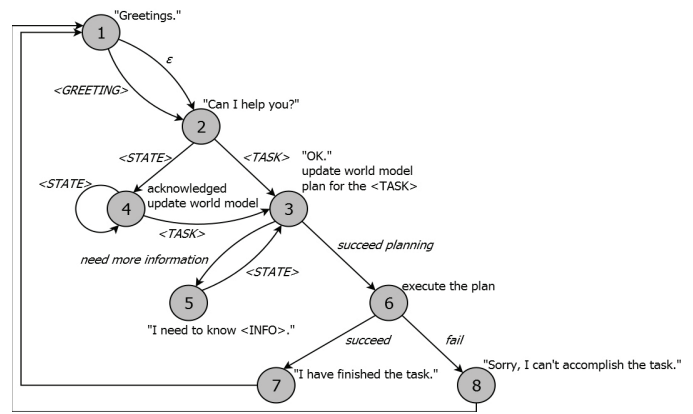 "Greetings."
1
ε
<GREETING>
"Can I help you?"
2
<STATE>
<TASK>
"OK."
update world model
plan for the <TASK>
<STATE>
acknowledged
update world model
4
3
<TASK>
succeed planning
need more information
<STATE>
5
6
execute the plan
"I need to know <INFO>."
succeed
fail
7
"I have finished the task."
8
"Sorry, I can't accomplish the task."